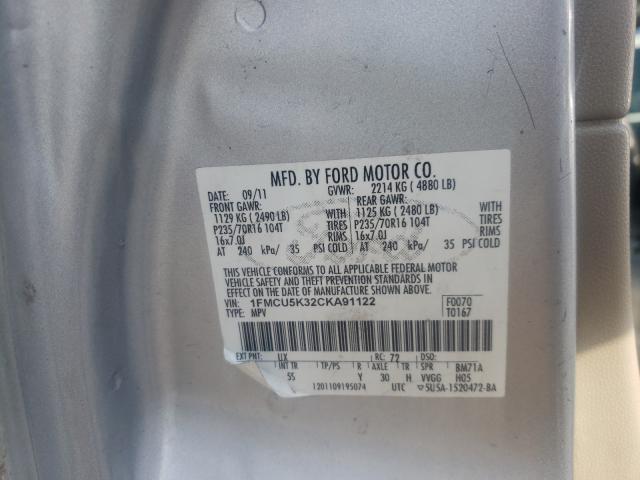 MFD. BY FORD MOTOR CO.
DATE: 09/11 GVWR: 2214 KG ( 4880 LB)
FRONT GAWR: REAR GAWR:
1129 KG (2490 LB) WITH 1125 KG ( 2480 LB) WITH
P235/70R16 104T TIRES P235/70R16 104T TIRES
16x7.0J RIMS 16x7.0J RIMS
AT 240 kPa/ 35 PSI COLD AT 240 kPa/ 35 PSI COLD
THIS VEHICLE CONFORMS TO ALL APPLICABLE FEDERAL MOTOR
VEHICLE SAFETY AND THEFT PREVENTION STANDARDS IN
EFFECT ON THE DATE OF MANUFACTURE SHOWN ABOVE.
VIN: 1FMCU5K32CKA91122 F0070
TYPE: MPV T0167
EXT PNT: UX RC: 72 DSO:
INT TR TP/PS R AXLE TR SPR BM71A
5S Y 30 H VVGG H05
1201109195074 UTC 5U5A-1520472-BA